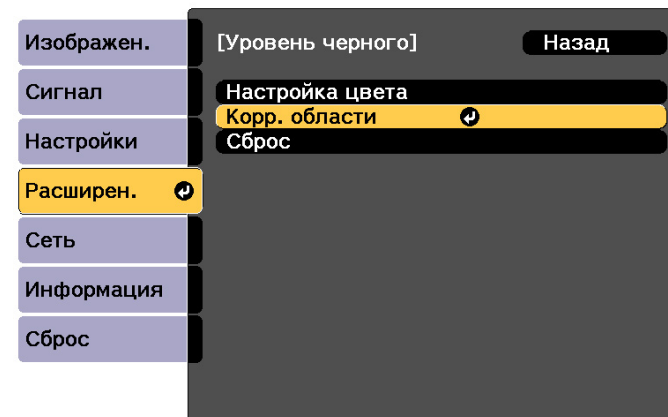 Изображен.
Сигнал
Настройки
Расширен.
Сеть
Информация
Сброс
[Уровень черного] Назад
Настройка цвета
Корр. области
Сброс